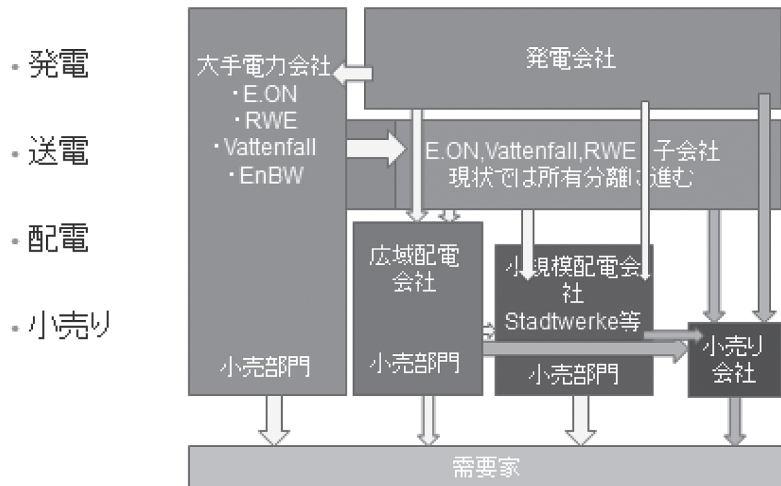 ・発電
・送電
・配電
・小売り
大手電力会社
・E.ON
・RWE
・Vattenfall
・EnBW
小売部門
発電会社
E.ON,Vattenfall,RWE 子会社
現状では所有分離に進む
広域配電
会社
小売部門
小規模配電会
社
Stadtwerke等
小売部門
小売り
会社
需要家